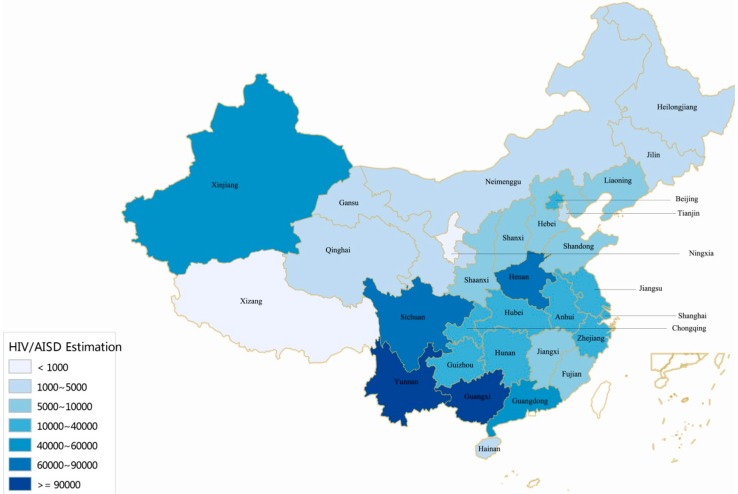 Heilongjiang
Jilin
Xinjiang
Neimenggu
Liaoning
Gansu
Beijing
Tianjin
Hebei
Shanxi
Shandong
Qinghai
Ningxia
Henan
Shaanxi
Jiangsu
Xizang
Hubei
Anhui
Shanghai
Sichuan
Chongqing
Zhejiang
Hunan
Jiangxi
Guizhou
Fujian
Yunnan
Guangxi
Guangdong
Hainan
HIV/AISD Estimation
< 1000
1000~5000
5000~10000
10000~40000
40000~60000
60000~90000
>= 90000